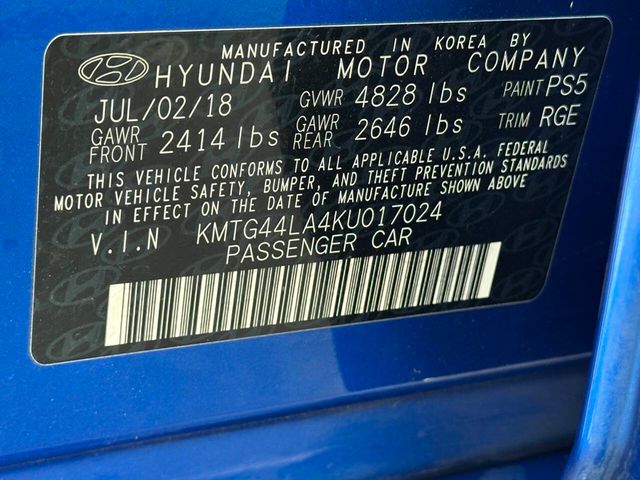 MANUFACTURED IN KOREA BY
HYUNDAI MOTOR COMPANY
JUL/02/18 GVWR 4828 lbs PAINT PS5
GAWR FRONT 2414 lbs GAWR REAR 2646 lbs TRIM RGE
THIS VEHICLE CONFORMS TO ALL APPLICABLE U.S.A. FEDERAL
MOTOR VEHICLE SAFETY, BUMPER, AND THEFT PREVENTION STANDARDS
IN EFFECT ON THE DATE OF MANUFACTURE SHOWN ABOVE
V.I.N KMTG44LA4KU017024
PASSENGER CAR